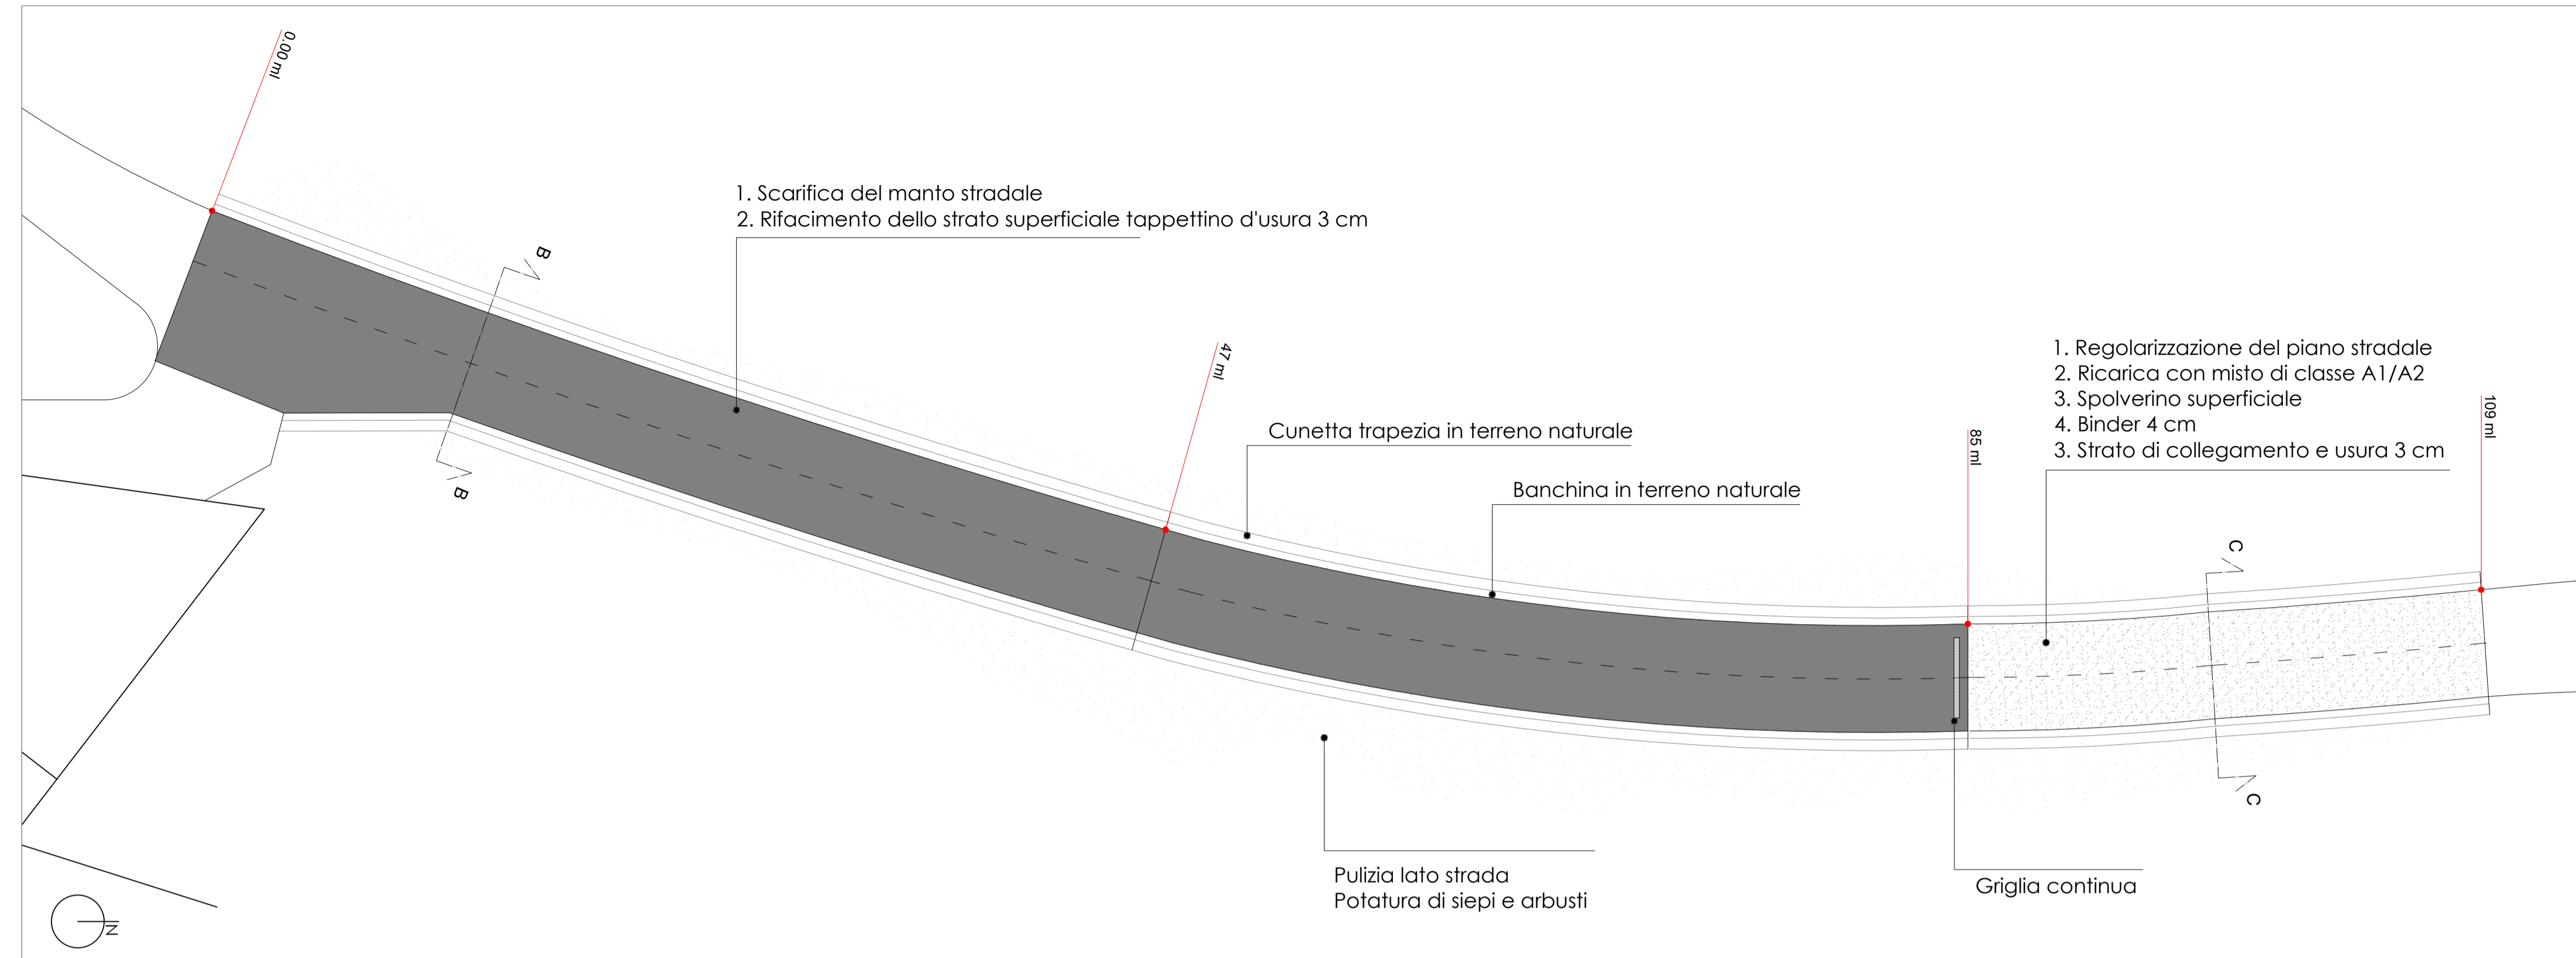 0.00 ml
1. Scarifica del manto stradale
2. Rifacimento dello strato superficiale tappettino d'usura 3 cm
B
B
47 ml
Cunetta trapezia in terreno naturale
Banchina in terreno naturale
85 ml
1. Regolarizzazione del piano stradale
2. Ricarica con misto di classe A1/A2
3. Spolverino superficiale
4. Binder 4 cm
3. Strato di collegamento e usura 3 cm
109 ml
C
C
Pulizia lato strada
Potatura di siepi e arbusti
Griglia continua
N